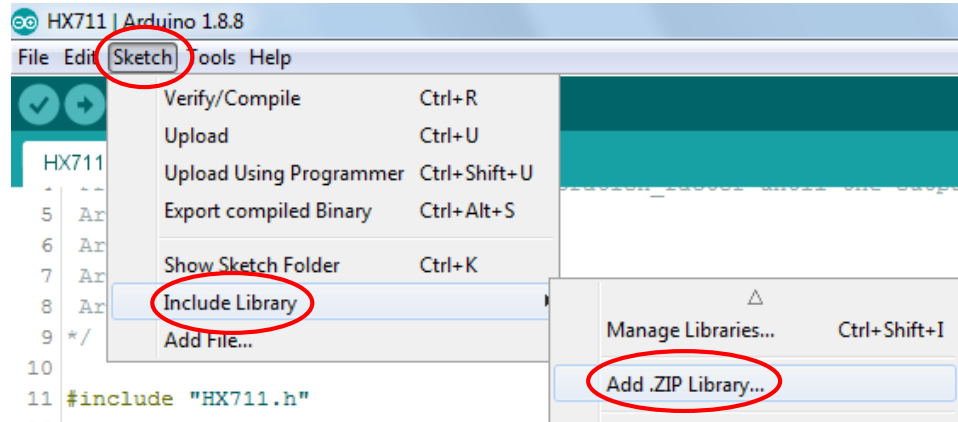 HX711 | Arduino 1.8.8
File Edit Sketch Tools Help
Verify/Compile Ctrl+R
Upload Ctrl+U
HX711
Upload Using Programmer Ctrl+Shift+U
5 Ar
Export compiled Binary Ctrl+Alt+S
6 Ar
7 Ar
Show Sketch Folder Ctrl+K
8 Ar
Include Library
9 */
Add File...
Manage Libraries... Ctrl+Shift+I
10
Add .ZIP Library...
11 #include "HX711.h"